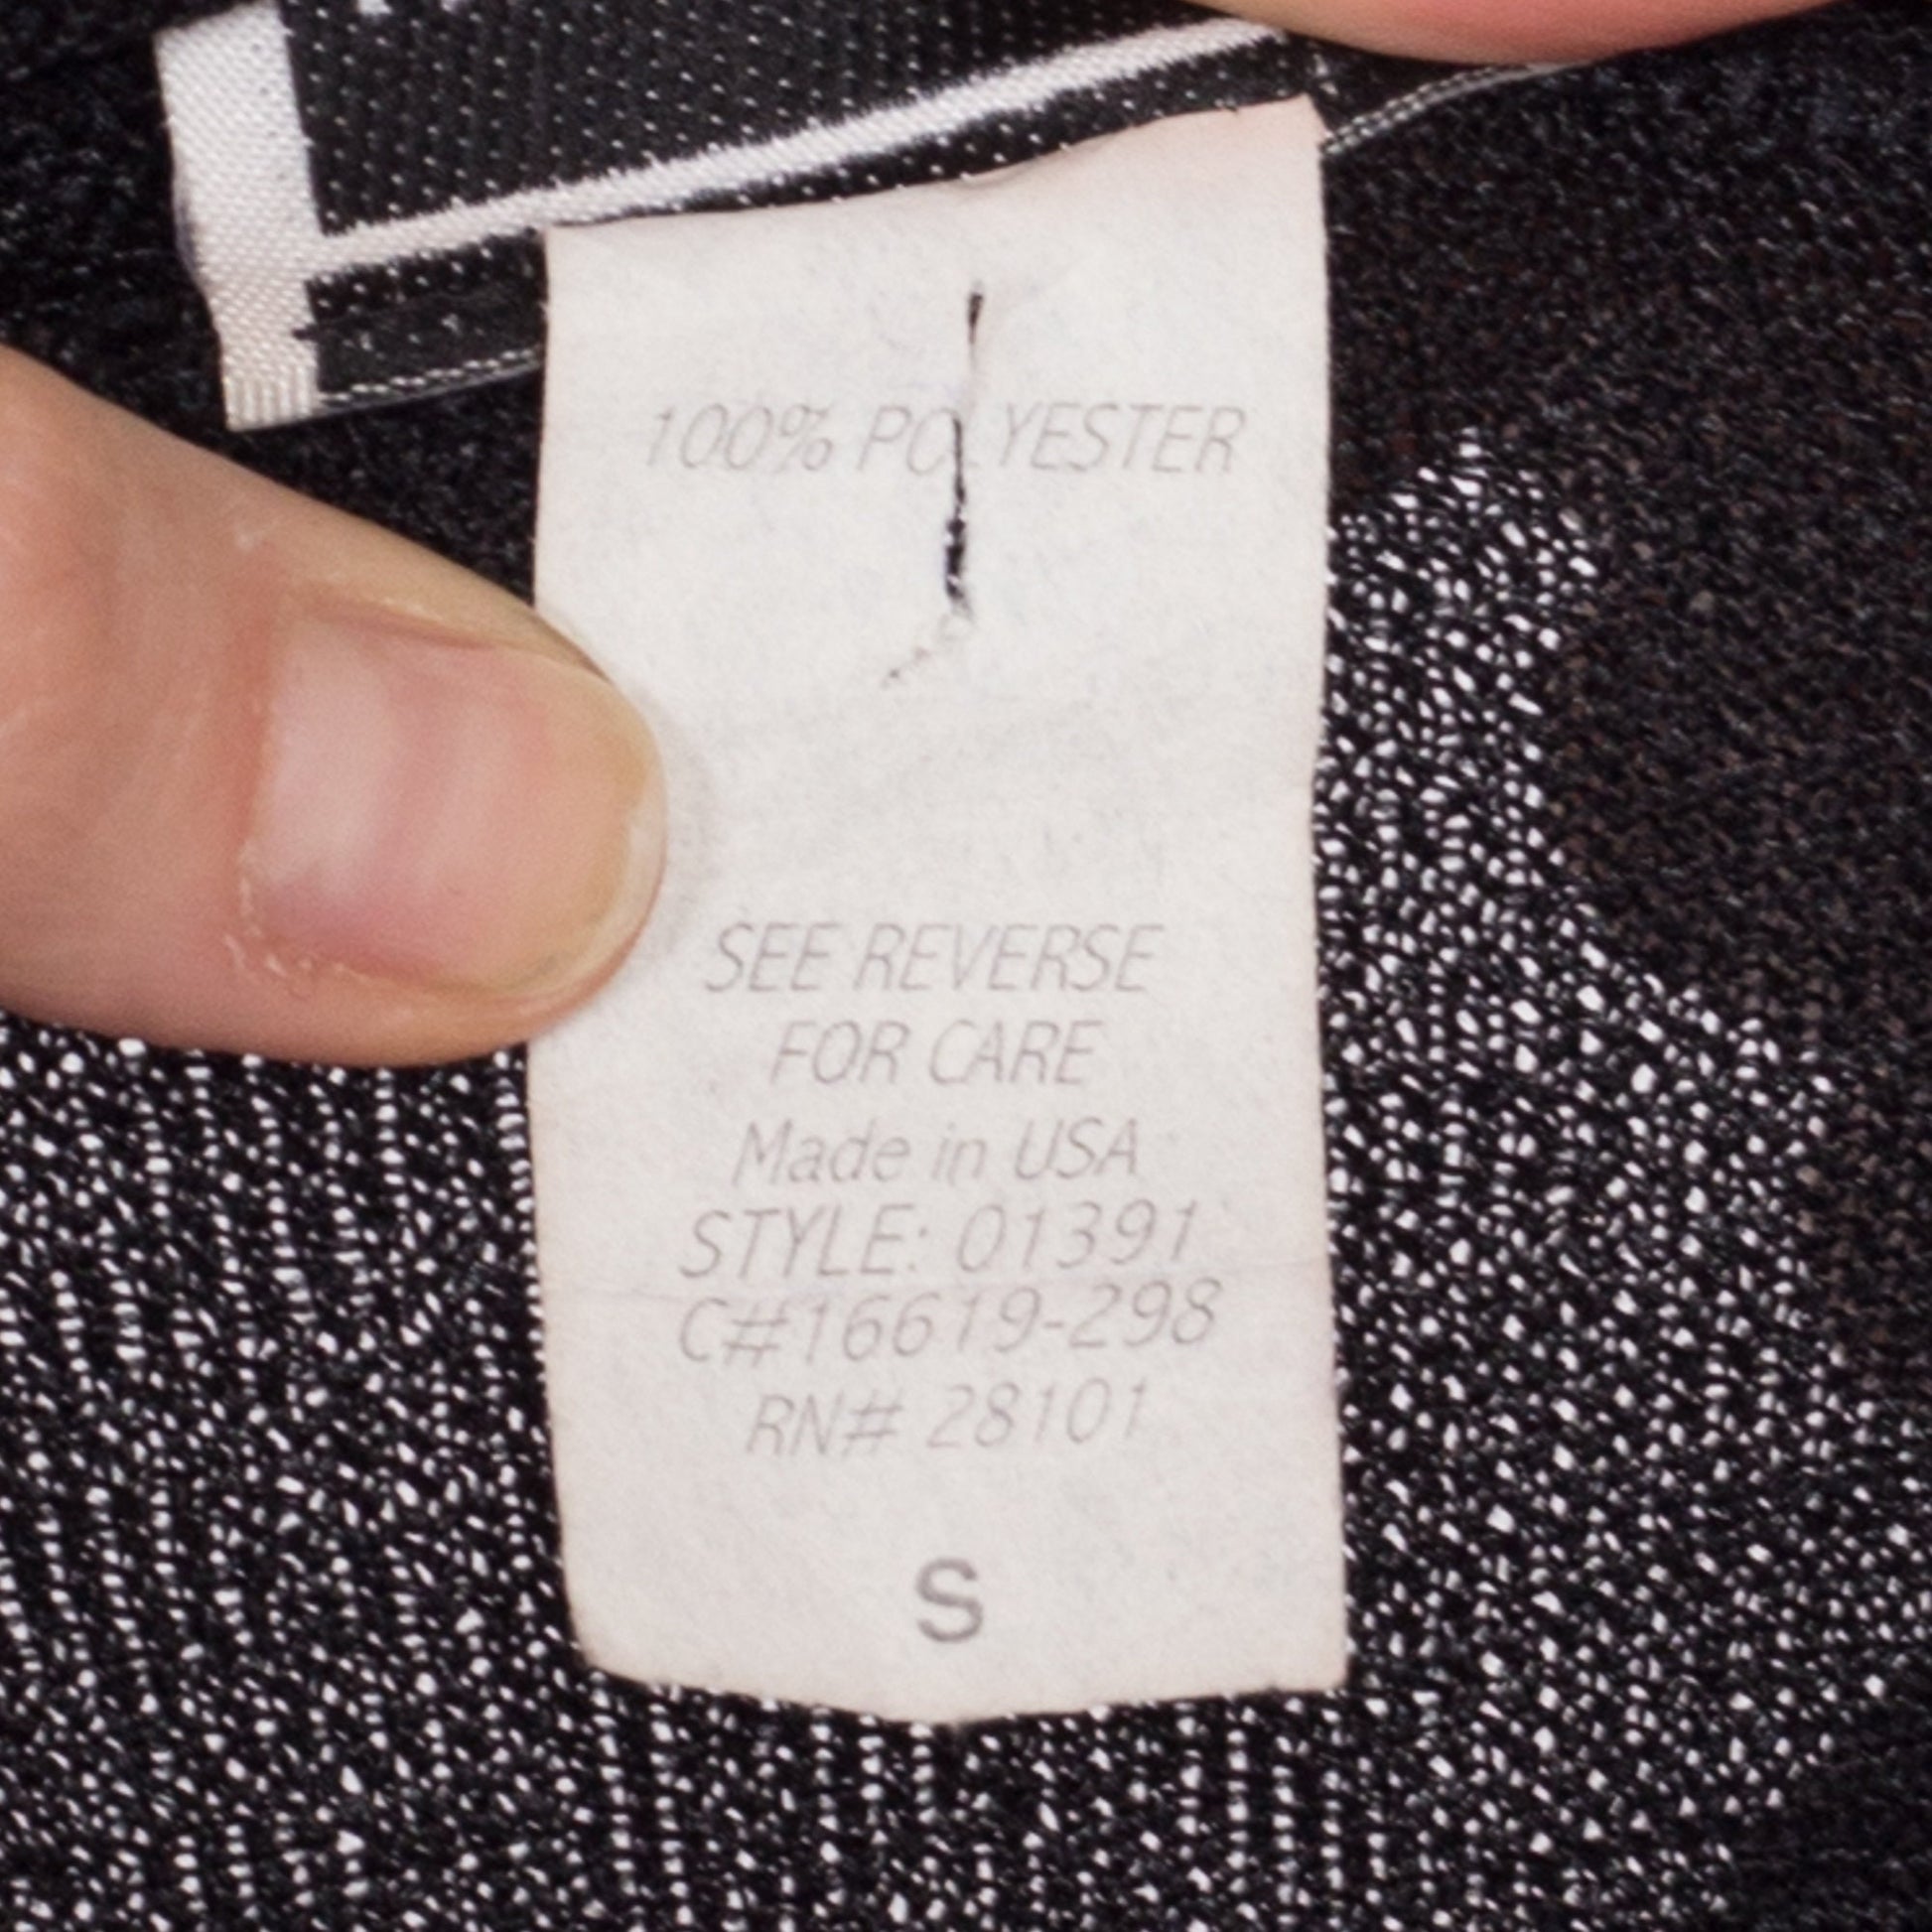 100% POLYESTER
SEE REVERSE
FOR CARE
Made in USA
STYLE: 01391
C#16619-298
RN# 28101
S